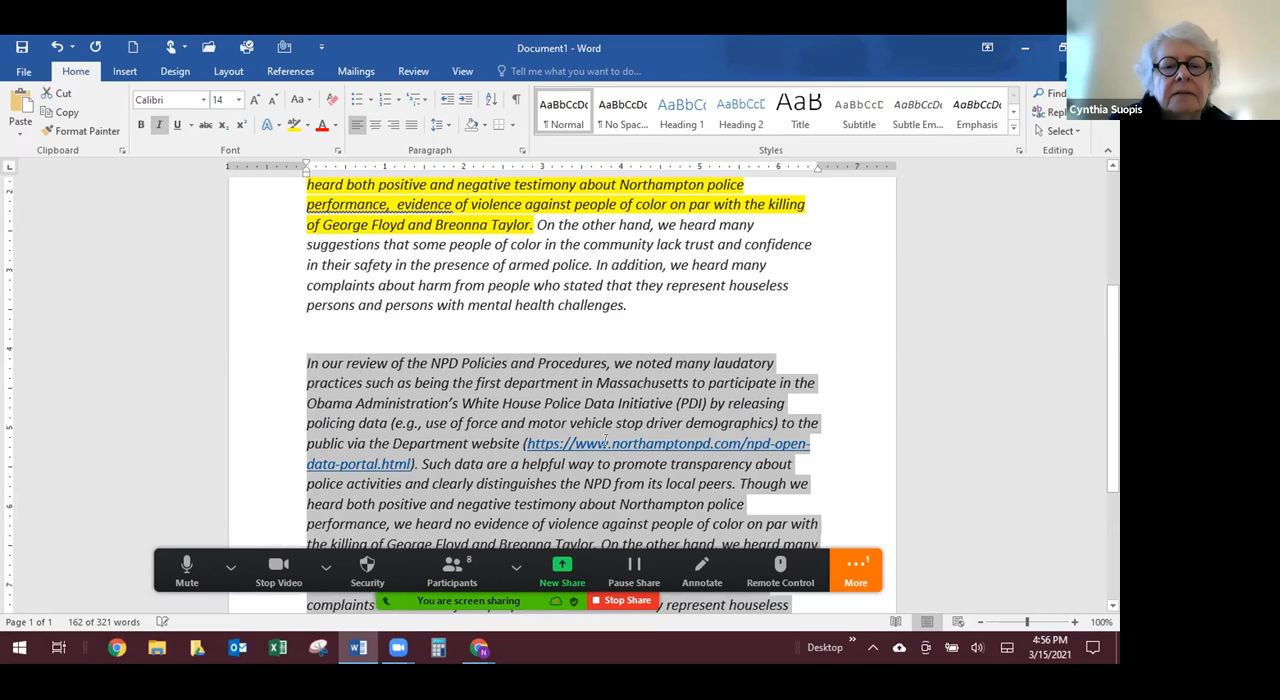 Document1 - Word
File Home Insert Design Layout References Mailings Review View Tell me what you want to do...
Cynthia Suopis
Paste
Cut
Copy
Format Painter
Calibri 14
AaBbCcDc AaBbCcDc AaBbCc AaBbCcD AaB AaBbCcD AaBbCcDc AaBbCcDc
¶ Normal ¶ No Spac... Heading 1 Heading 2 Title Subtitle Subtle Em... Emphasis
Find
Select
Clipboard Font Paragraph Styles Editing
heard both positive and negative testimony about Northampton police
performance,  evidence of violence against people of color on par with the killing
of George Floyd and Breonna Taylor. On the other hand, we heard many
suggestions that some people of color in the community lack trust and confidence
in their safety in the presence of armed police. In addition, we heard many
complaints about harm from people who stated that they represent houseless
persons and persons with mental health challenges.
In our review of the NPD Policies and Procedures, we noted many laudatory
practices such as being the first department in Massachusetts to participate in the
Obama Administration’s White House Police Data Initiative (PDI) by releasing
policing data (e.g., use of force and motor vehicle stop driver demographics) to the
public via the Department website (https://www.northamptonpd.com/npd-open-
data-portal.html). Such data are a helpful way to promote transparency about
police activities and clearly distinguishes the NPD from its local peers. Though we
heard both positive and negative testimony about Northampton police
performance, we heard no evidence of violence against people of color on par with
the killing of George Floyd and Breonna Taylor. On the other hand, we heard many
Mute Stop Video Security Participants 8 New Share Pause Share Annotate Remote Control More 1
You are screen sharing Stop Share
complaints represent houseless
Page 1 of 1 162 of 321 words 100%
Desktop
4:56 PM
3/15/2021